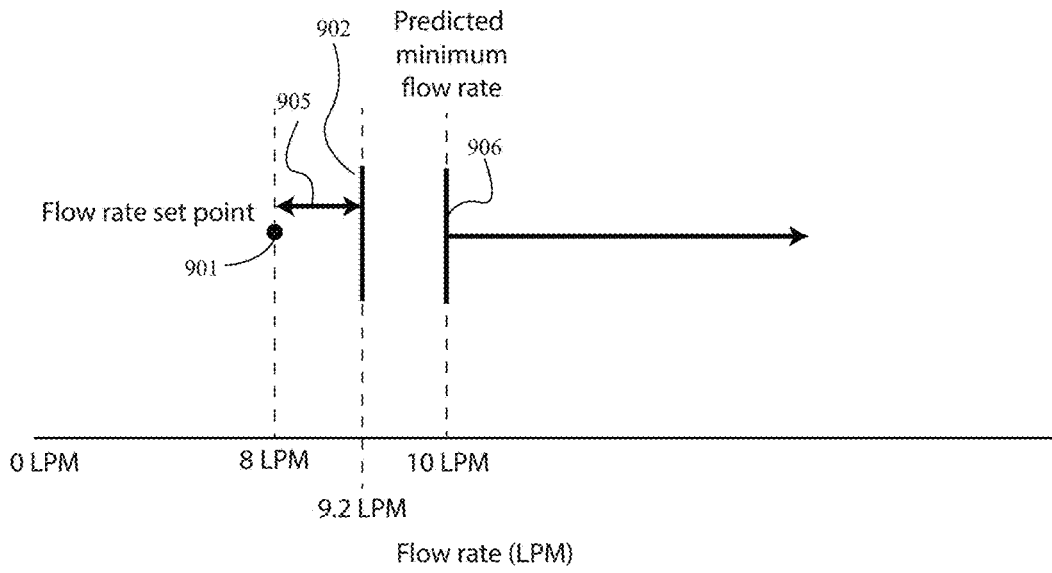 902
Predicted
minimum
flow rate
905
906
Flow rate set point
901
0 LPM
8 LPM
10 LPM
9.2 LPM
Flow rate (LPM)